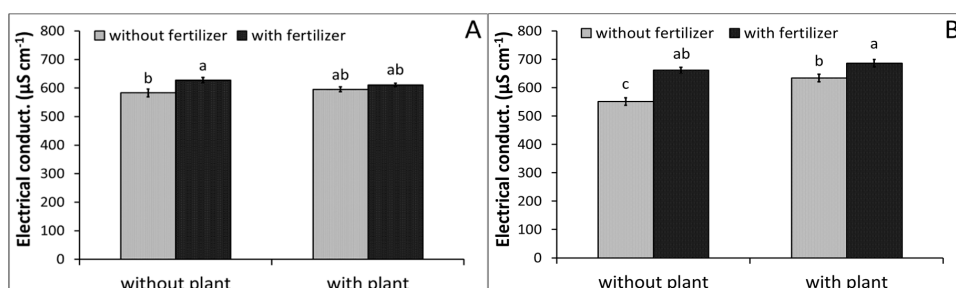 A
Electrical conduct. (µS cm⁻¹)
800
700
600
500
400
300
200
100
0
without fertilizer with fertilizer
b a ab ab
without plant with plant
B
Electrical conduct. (µS cm⁻¹)
800
700
600
500
400
300
200
100
0
without fertilizer with fertilizer
c ab b a
without plant with plant